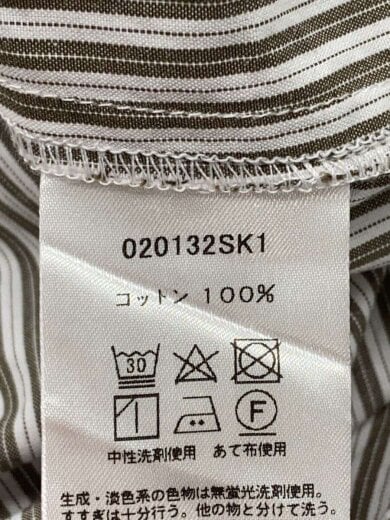 020132SK1
コットン 100%
30
F
中性洗剤使用 あて布使用
生成・淡色系の色物は無蛍光洗剤使用。
すすぎは十分行う。他の物と分けて洗う。